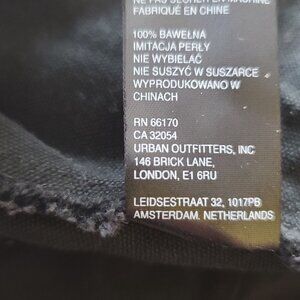 NE PAS SÉCHER EN MACHINE
FABRIQUÉ EN CHINE
100% BAWEŁNA
IMITACJA PERŁY
NIE WYBIELAĆ
NIE SUSZYĆ W SUSZARCE
WYPRODUKOWANO W
CHINACH
RN 66170
CA 32054
URBAN OUTFITTERS, INC
146 BRICK LANE,
LONDON, E1 6RU
LEIDSESTRAAT 32, 1017PB
AMSTERDAM. NETHERLANDS